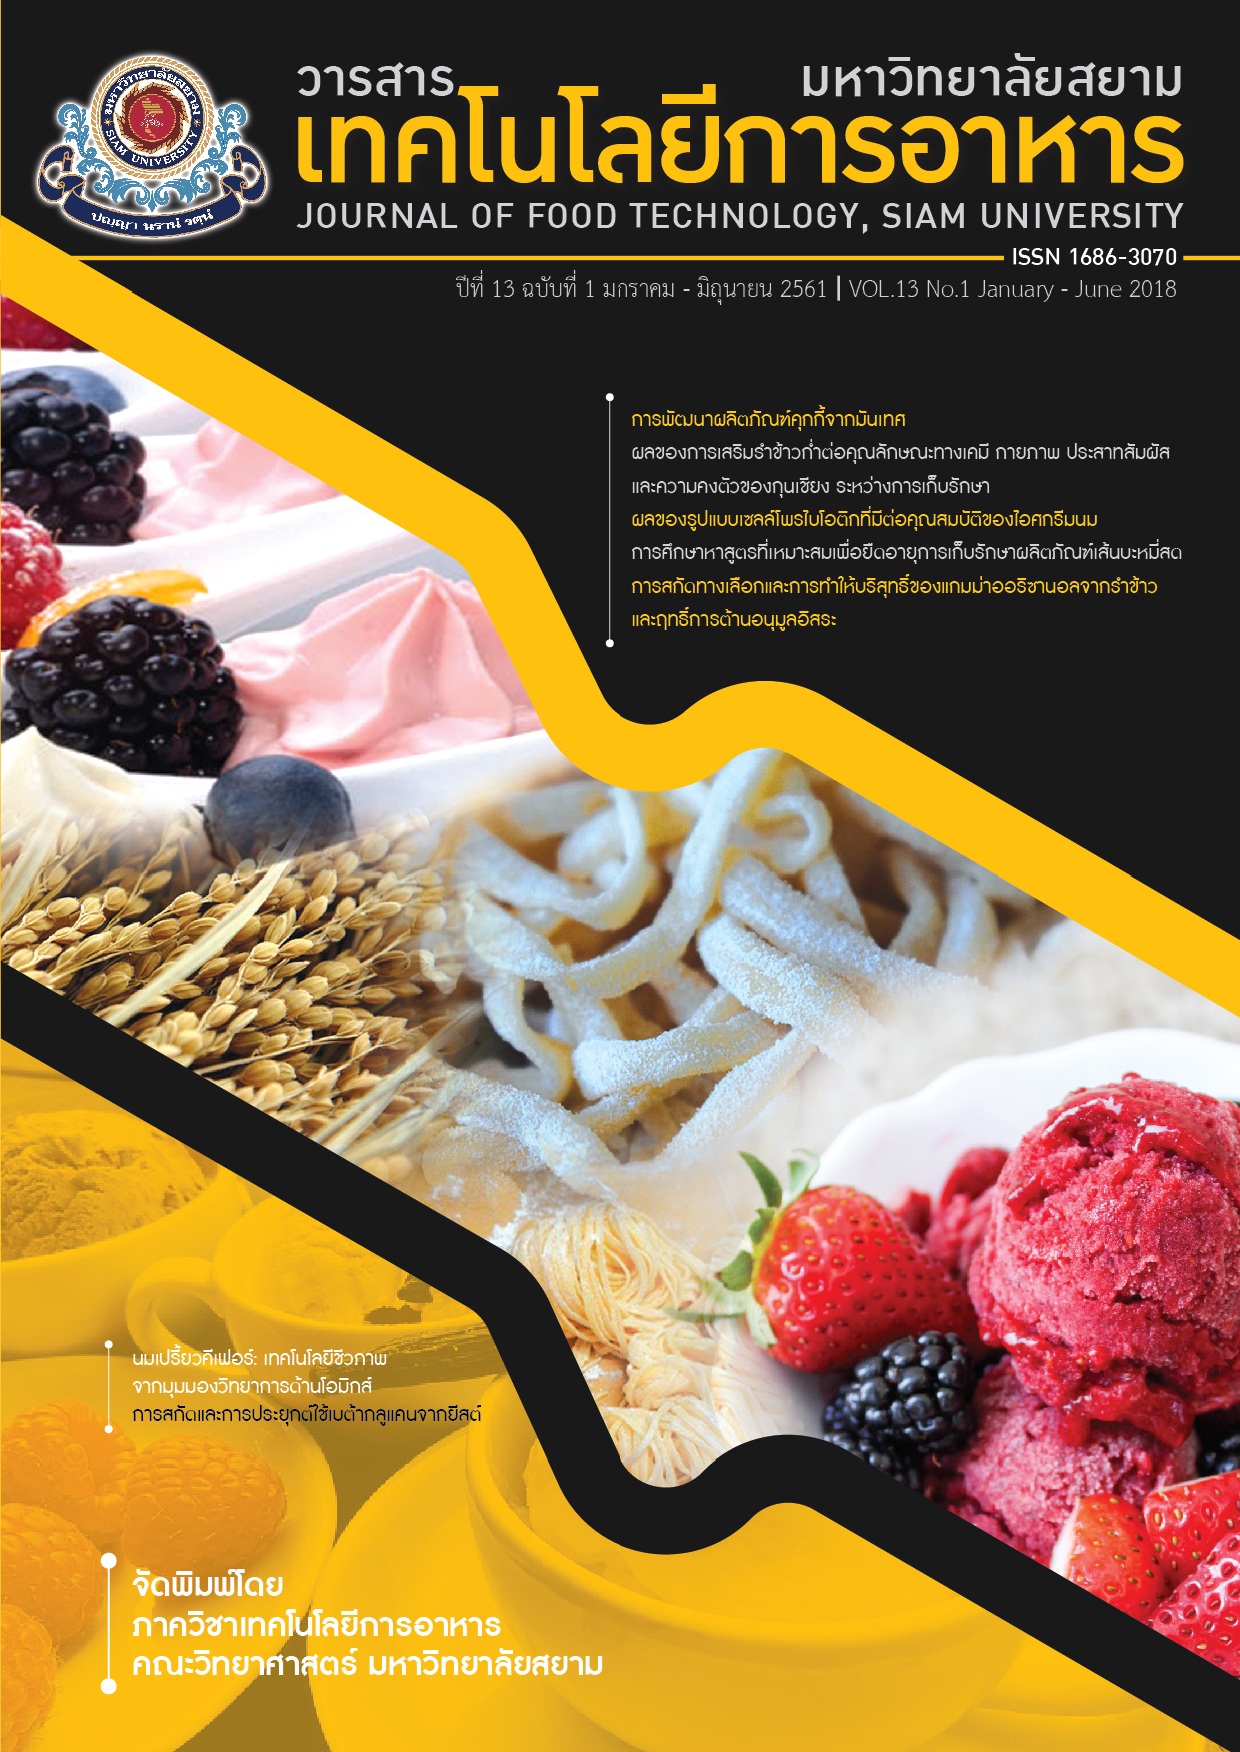 วารสาร มหาวิทยาลัยสยาม
เทคโนโลยีการอาหาร
JOURNAL OF FOOD TECHNOLOGY, SIAM UNIVERSITY
มหาวิทยาลัยสยาม
SIAM UNIVERSITY
ปญฺญา นรานํ รตนํ
ISSN 1686-3070
ปีที่ 13 ฉบับที่ 1 มกราคม - มิถุนายน 2561 | VOL.13 No.1 January - June 2018
การพัฒนาผลิตภัณฑ์คุกกี้จากมันเทศ
ผลของการเสริมรำข้าวก่ำต่อคุณลักษณะทางเคมี กายภาพ ประสาทสัมผัส
และความคงตัวของกุนเชียง ระหว่างการเก็บรักษา
ผลของรูปแบบเซลล์โพรไบโอติกที่มีต่อคุณสมบัติของไอศกรีมนม
การศึกษาหาสูตรที่เหมาะสมเพื่อยืดอายุการเก็บรักษาผลิตภัณฑ์เส้นบะหมี่สด
การสกัดทางเลือกและการทำให้บริสุทธิ์ของแกมม่าออริซานอลจากรำข้าว
และฤทธิ์การต้านอนุมูลอิสระ
นมเปรี้ยวคีเฟอร์: เทคโนโลยีชีวภาพ
จากมุมมองวิทยาการด้านโอมิกส์
การสกัดและการประยุกต์ใช้เบต้ากลูแคนจากยีสต์
จัดพิมพ์โดย
ภาควิชาเทคโนโลยีการอาหาร
คณะวิทยาศาสตร์ มหาวิทยาลัยสยาม